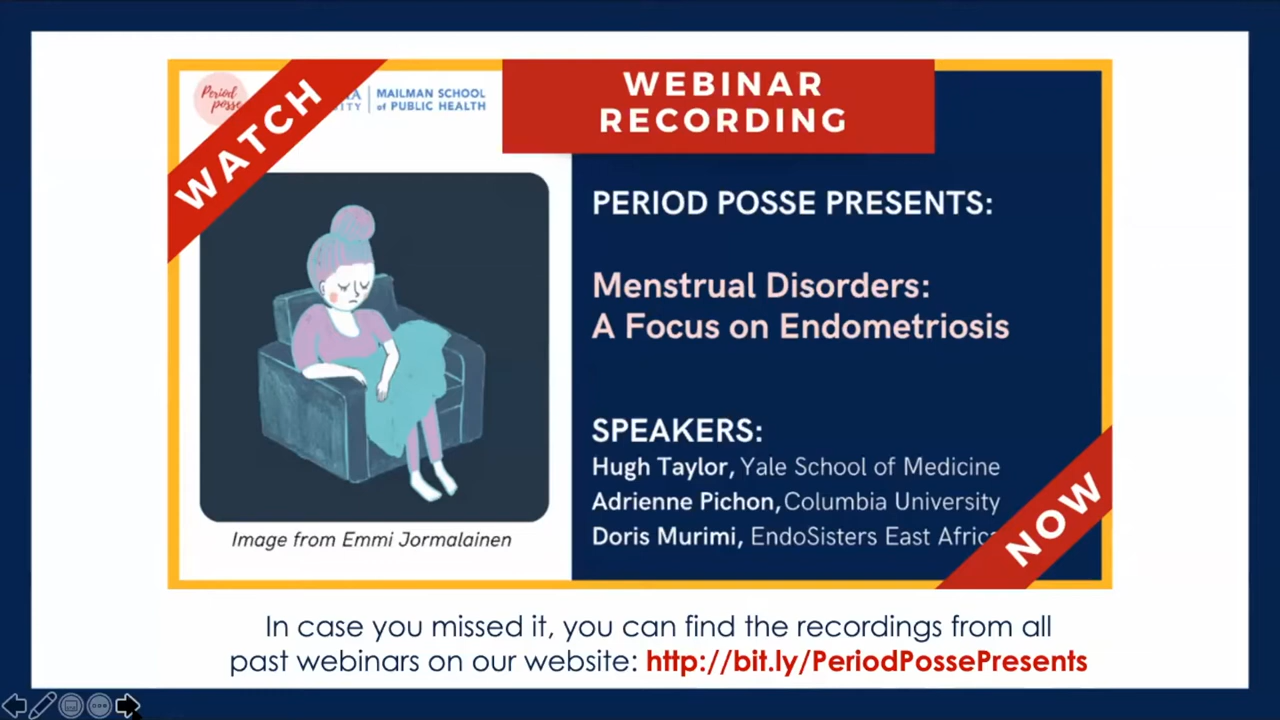 Period
posse
MAILMAN SCHOOL
of PUBLIC HEALTH
WATCH
WEBINAR
RECORDING
PERIOD POSSE PRESENTS:
Menstrual Disorders:
A Focus on Endometriosis
SPEAKERS:
Hugh Taylor, Yale School of Medicine
Adrienne Pichon, Columbia University
Doris Murimi, EndoSisters East
NOW
Image from Emmi Jormalainen
In case you missed it, you can find the recordings from all
past webinars on our website: http://bit.ly/PeriodPossePresents